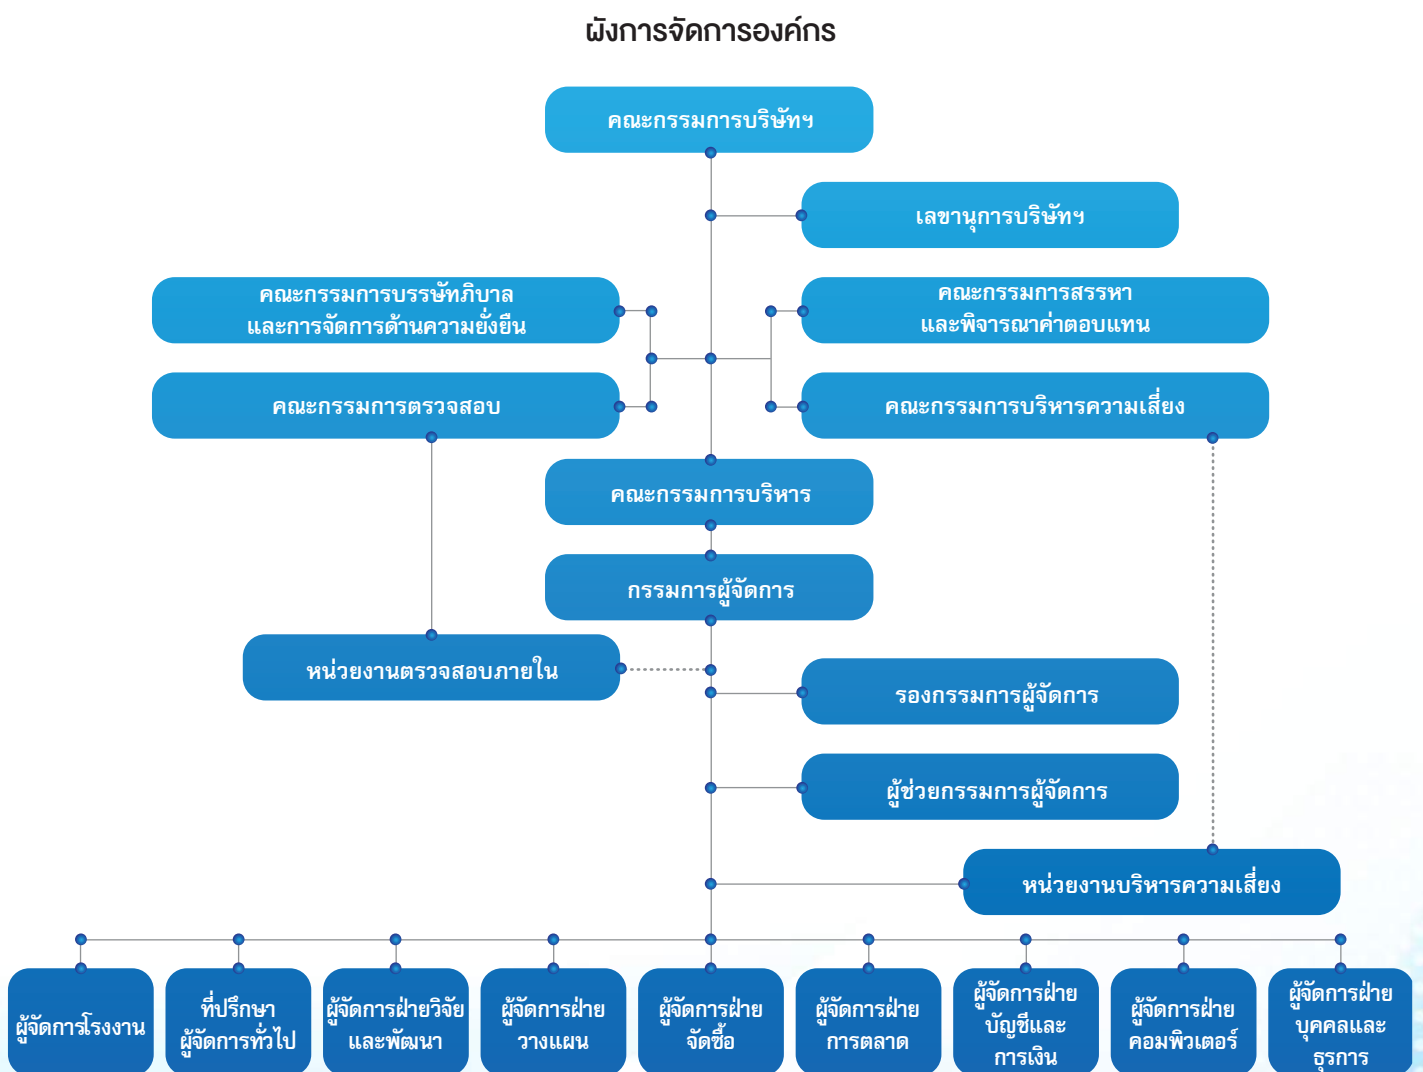 ผังการจัดการองค์กร
คณะกรรมการบริษัทฯ
เลขานุการบริษัทฯ
คณะกรรมการบรรษัทภิบาล
และการจัดการด้านความยั่งยืน
คณะกรรมการสรรหา
และพิจารณาค่าตอบแทน
คณะกรรมการตรวจสอบ
คณะกรรมการบริหารความเสี่ยง
คณะกรรมการบริหาร
กรรมการผู้จัดการ
หน่วยงานตรวจสอบภายใน
รองกรรมการผู้จัดการ
ผู้ช่วยกรรมการผู้จัดการ
หน่วยงานบริหารความเสี่ยง
ผู้จัดการโรงงาน
ที่ปรึกษา
ผู้จัดการทั่วไป
ผู้จัดการฝ่ายวิจัย
และพัฒนา
ผู้จัดการฝ่าย
วางแผน
ผู้จัดการฝ่าย
จัดซื้อ
ผู้จัดการฝ่าย
การตลาด
ผู้จัดการฝ่าย
บัญชีและ
การเงิน
ผู้จัดการฝ่าย
คอมพิวเตอร์
ผู้จัดการฝ่าย
บุคคลและ
ธุรการ